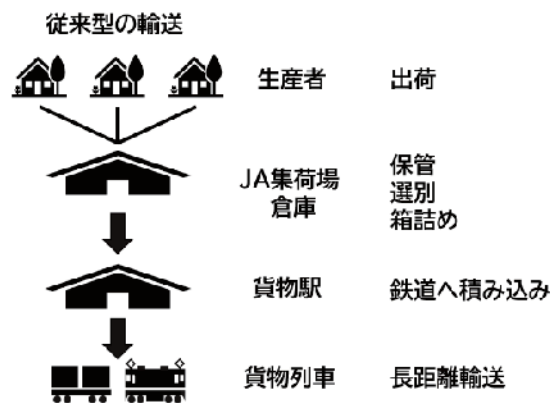 従来型の輸送
生産者 出荷
JA集荷場
倉庫
保管
選別
箱詰め
貨物駅 鉄道へ積み込み
貨物列車 長距離輸送